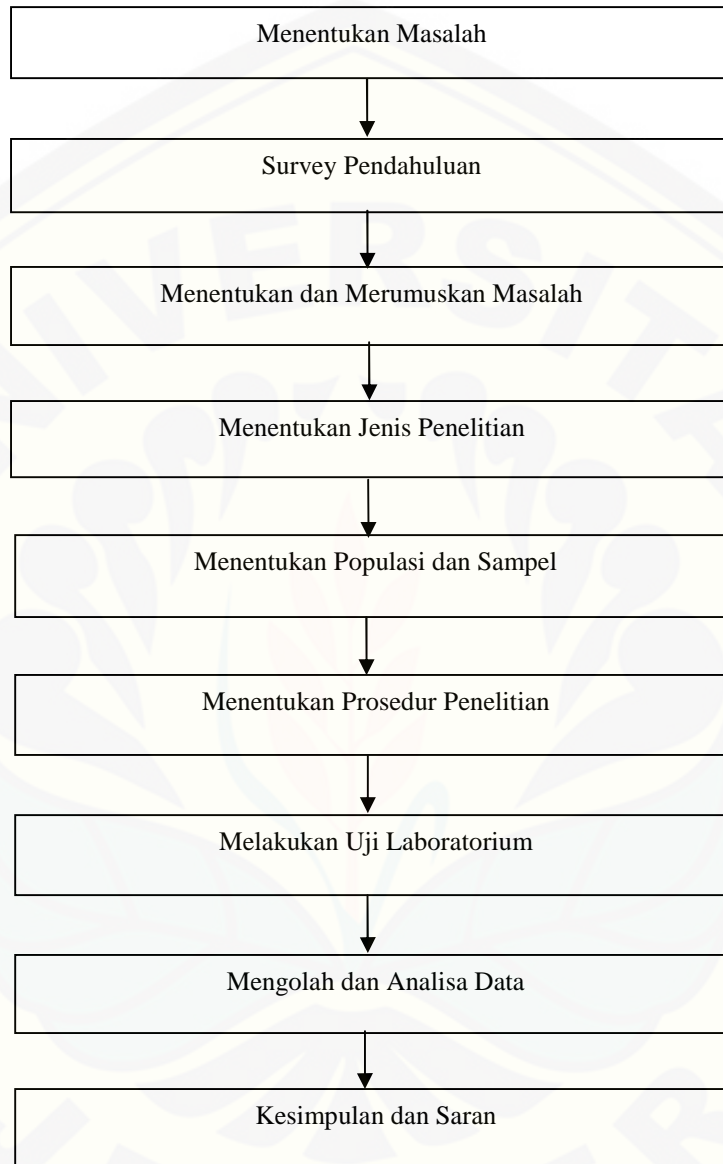 Menentukan Masalah
Survey Pendahuluan
Menentukan dan Merumuskan Masalah
Menentukan Jenis Penelitian
Menentukan Populasi dan Sampel
Menentukan Prosedur Penelitian
Melakukan Uji Laboratorium
Mengolah dan Analisa Data
Kesimpulan dan Saran